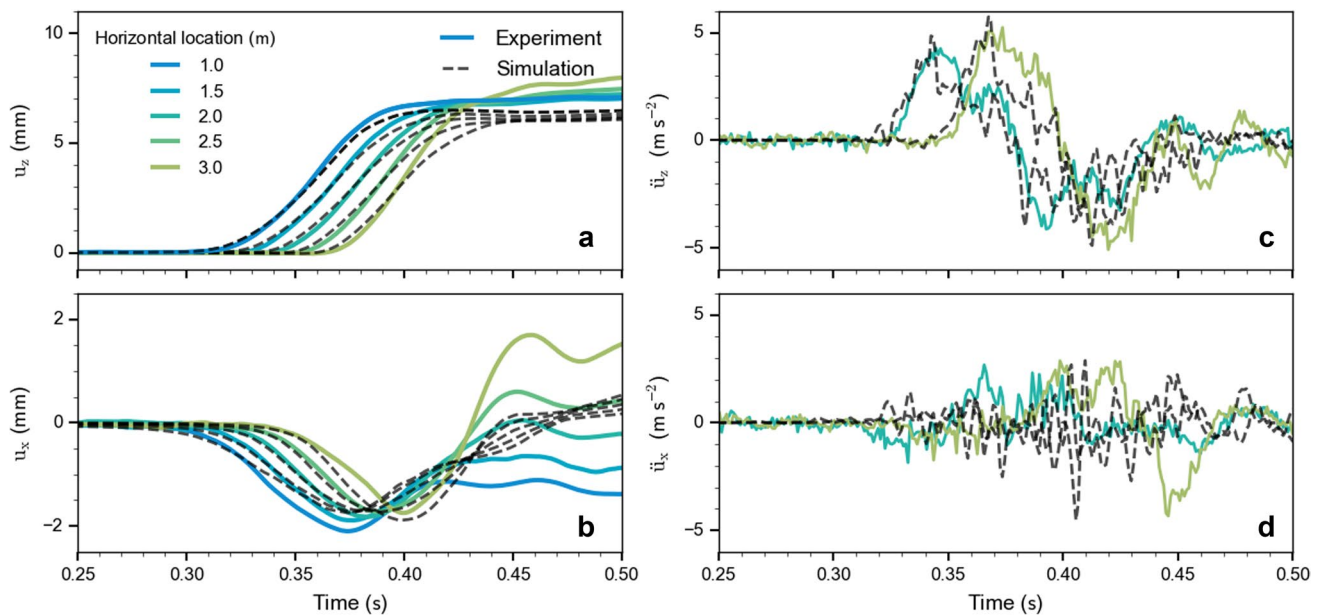 10
5
0
u_z (mm)
Horizontal location (m)
1.0
1.5
2.0
2.5
3.0
Experiment
Simulation
a
5
0
−5
ü_z (m s⁻²)
c
2
0
−2
u_x (mm)
b
0.25 0.30 0.35 0.40 0.45 0.50
Time (s)
5
0
−5
ü_x (m s⁻²)
d
0.25 0.30 0.35 0.40 0.45 0.50
Time (s)